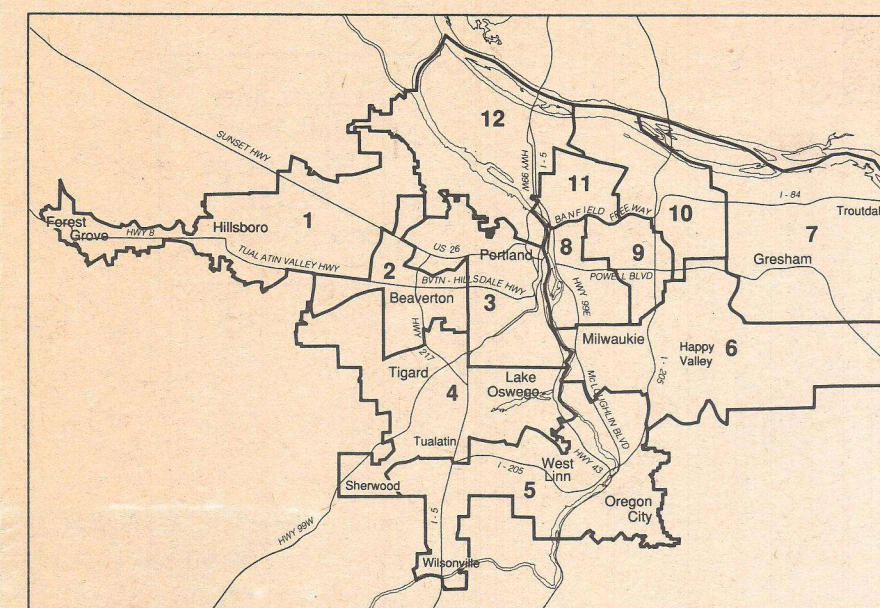 12
SUNSET HWY
HWY 99W
I - 5
11
I - 84
BANFIELD FREEWAY
10
Troutdal
Forest
Grove
HWY 8
Hillsboro
1
TUALATIN VALLEY HWY
US 26
Portland
8
9
7
Gresham
2
BVTN - HILLSDALE HWY
POWELL BLVD
Beaverton
3
HWY 99E
HWY
217
Milwaukie
Happy
Valley
6
I - 205
Tigard
4
Lake
Oswego
McLOUGHLIN BLVD
Tualatin
HWY 43
I - 205
West
Linn
Sherwood
5
Oregon
City
I - 5
HWY 99W
Wilsonville